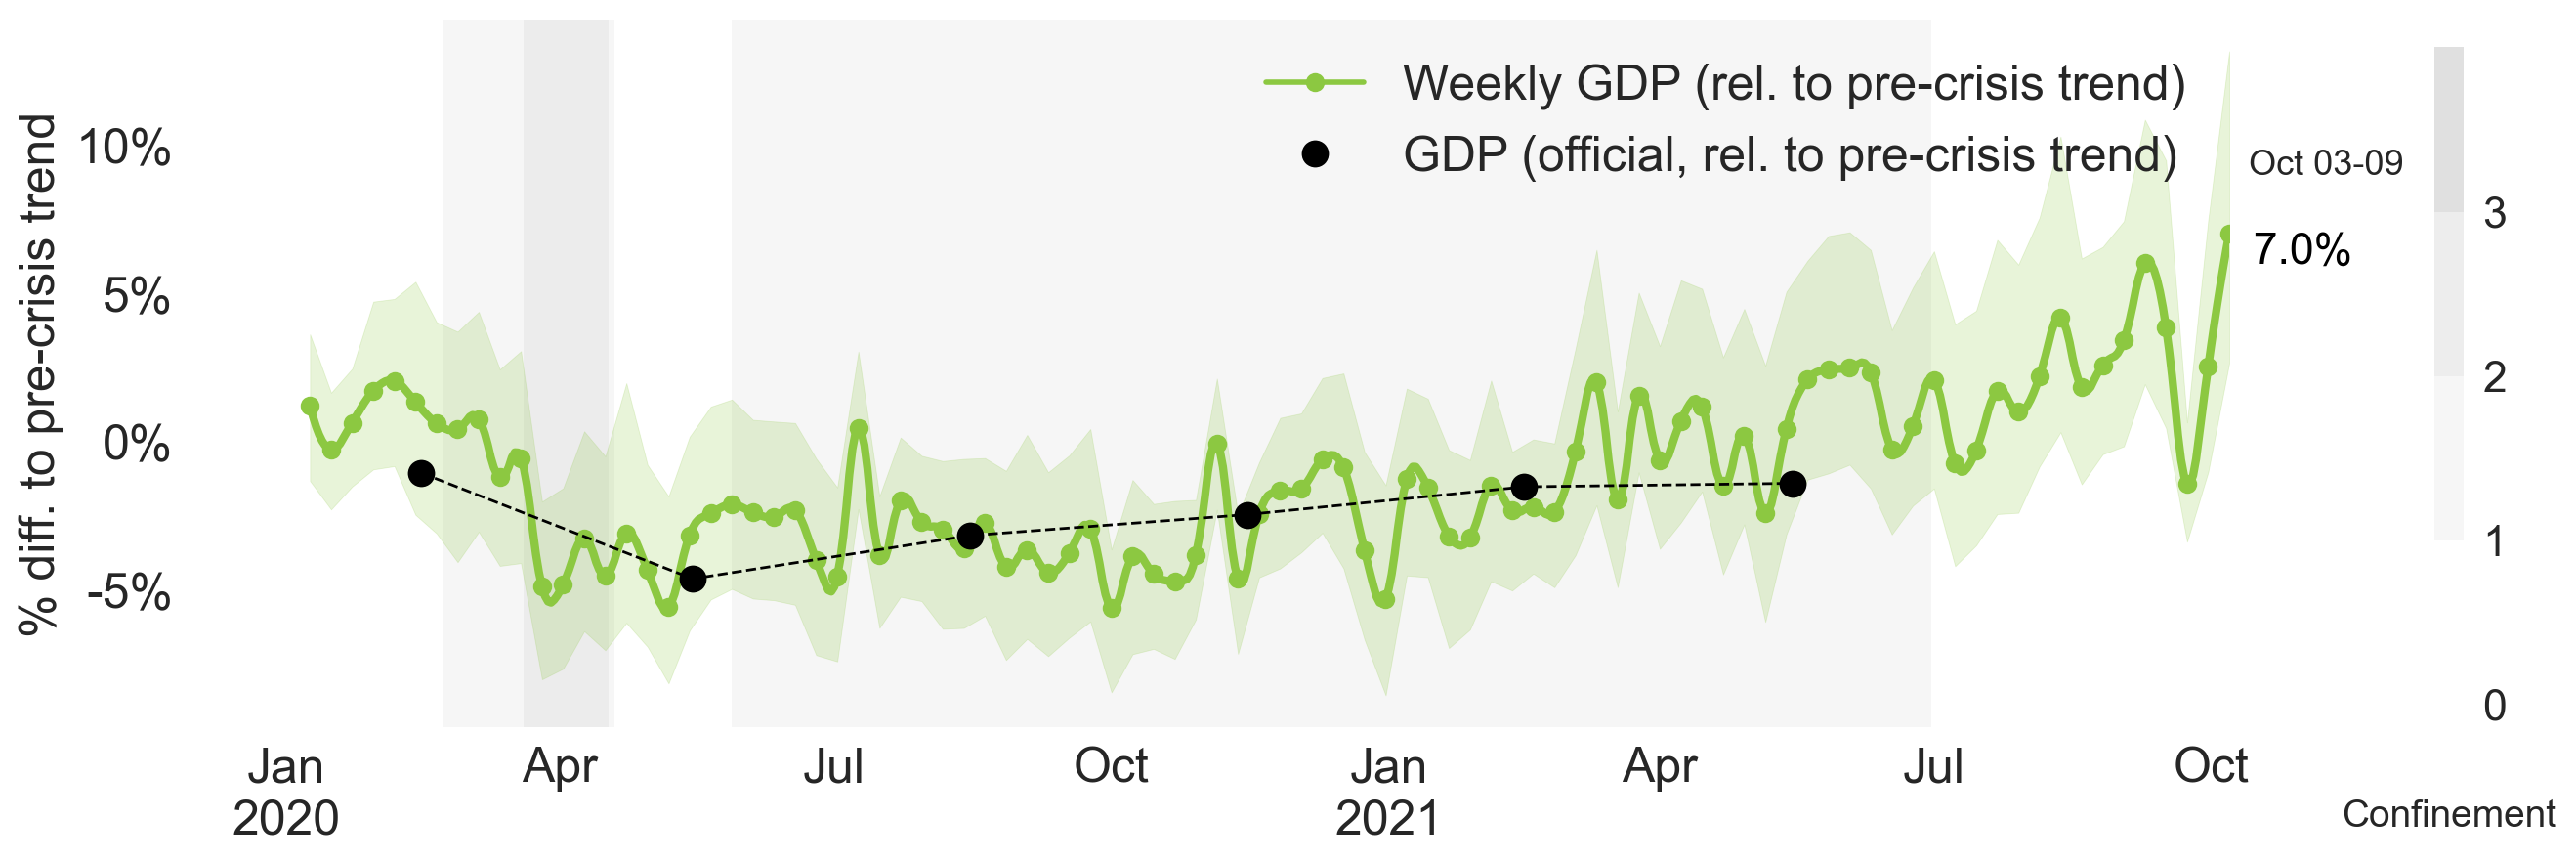 Weekly GDP (rel. to pre-crisis trend)
GDP (official, rel. to pre-crisis trend)
% diff. to pre-crisis trend
10%
5%
0%
-5%
Oct 03-09
7.0%
3
2
1
0
Jan Apr Jul Oct Jan Apr Jul Oct
2020 2021
Confinement